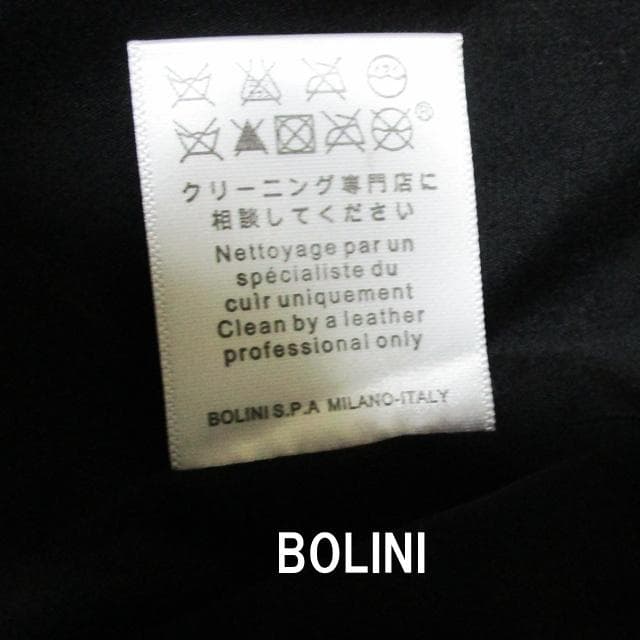 ®
クリーニング専門店に
相談してください
Nettoyage par un
spécialiste du
cuir uniquement
Clean by a leather
professional only
BOLINI S.P.A MILANO-ITALY
BOLINI